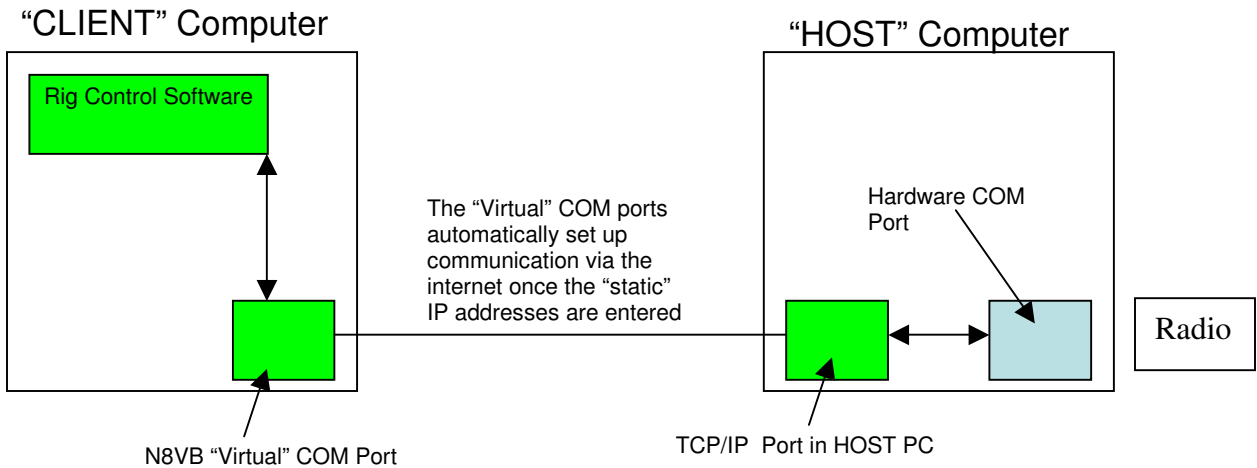 “CLIENT” Computer
“HOST” Computer
Rig Control Software
The “Virtual” COM ports
automatically set up
communication via the
internet once the “static”
IP addresses are entered
Hardware COM
Port
Radio
N8VB “Virtual” COM Port
TCP/IP Port in HOST PC